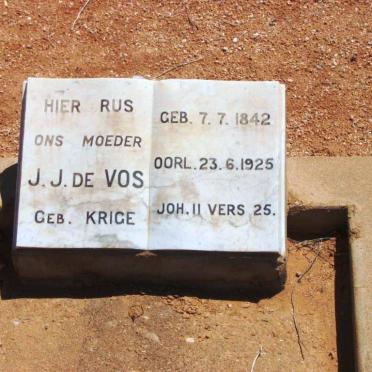 HIER RUS
ONS MOEDER
J. J. DE VOS
GEB. KRIGE
GEB. 7. 7. 1842
OORL. 23. 6. 1925
JOH. 11 VERS 25.